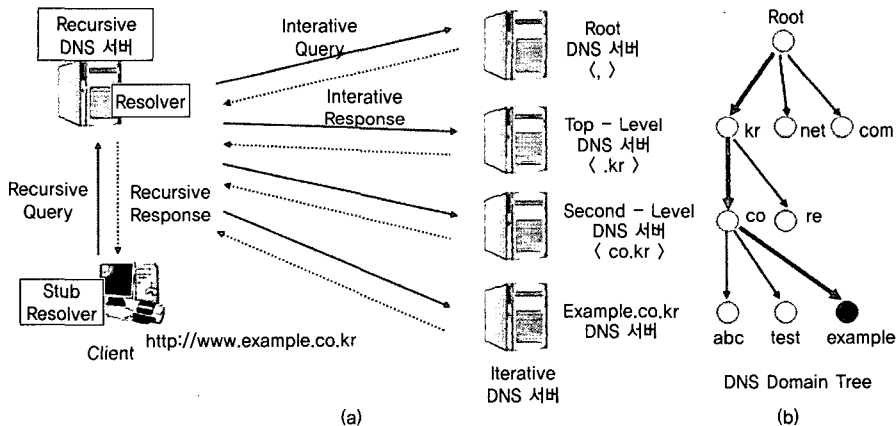 Recursive
DNS 서버
Resolver
Recursive
Query
Recursive
Response
Stub
Resolver
Client
http://www.example.co.kr
Interative
Query
Interative
Response
Root
DNS 서버
〈 , 〉
Top - Level
DNS 서버
〈 .kr 〉
Second - Level
DNS 서버
〈 co.kr 〉
Example.co.kr
DNS 서버
Iterative
DNS 서버
(a)
Root
kr
net
com
co
re
abc
test
example
DNS Domain Tree
(b)